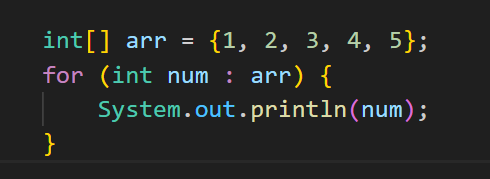 int[] arr = {1, 2, 3, 4, 5};
for (int num : arr) {
    System.out.println(num);
}